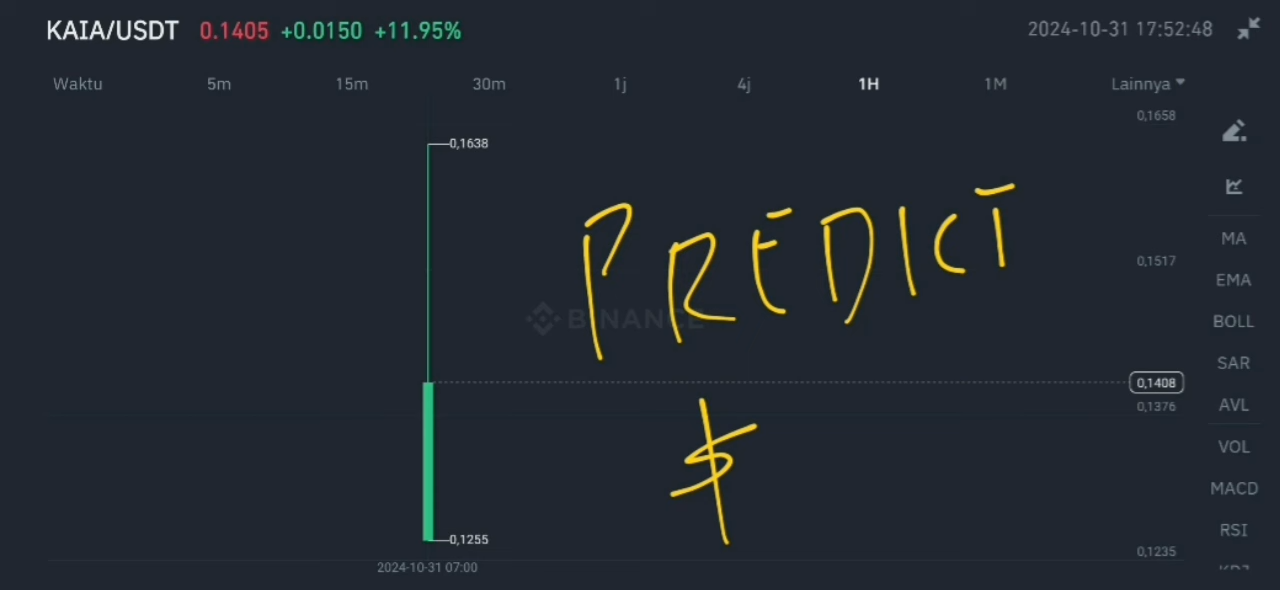 KAIA/USDT 0.1405 +0.0150 +11.95% 2024-10-31 17:52:48
Waktu 5m 15m 30m 1j 4j 1H 1M Lainnya
0,1658
0,1638
PREDICT
MA
0,1517
EMA
BINANCE
BOLL
SAR
0,1408
0,1376
AVL
$
VOL
MACD
RSI
0,1255
0,1235
2024-10-31 07:00